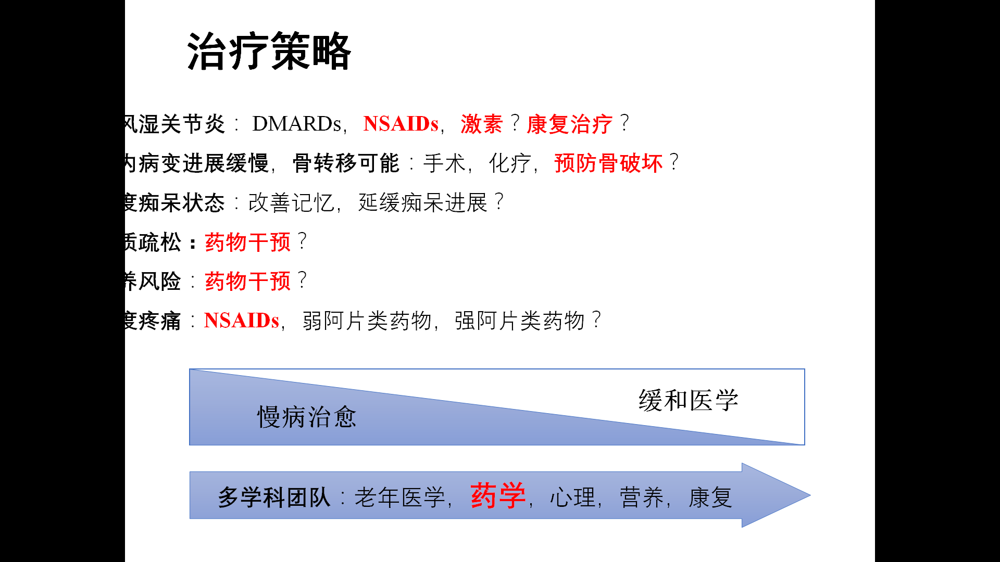 治疗策略
风湿关节炎：DMARDs，NSAIDs，激素？康复治疗？
内病变进展缓慢，骨转移可能：手术，化疗，预防骨破坏？
度痴呆状态：改善记忆，延缓痴呆进展？
质疏松：药物干预？
养风险：药物干预？
度疼痛：NSAIDs，弱阿片类药物，强阿片类药物？
缓和医学
慢病治愈
多学科团队：老年医学，药学，心理，营养，康复